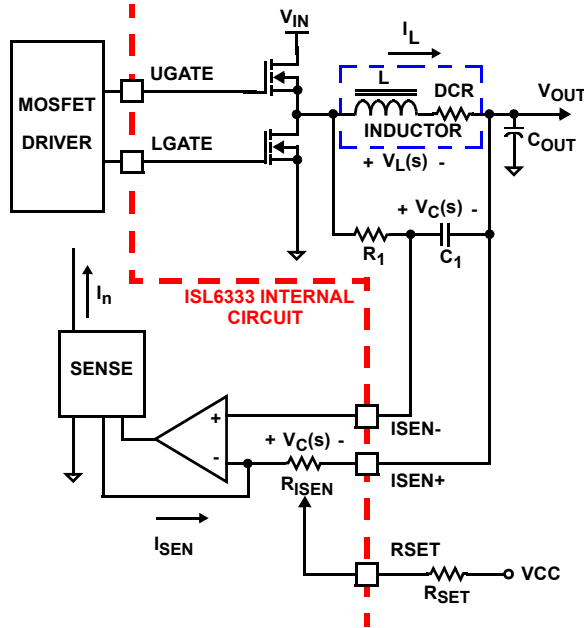 V_IN
I_L
MOSFET
DRIVER
UGATE
LGATE
L
DCR
INDUCTOR
V_OUT
C_OUT
+ V_L(s) -
+ V_C(s) -
R_1
C_1
I_n
ISL6333 INTERNAL
CIRCUIT
SENSE
+
-
+ V_C(s) -
R_ISEN
ISEN-
ISEN+
I_SEN
RSET
R_SET
VCC